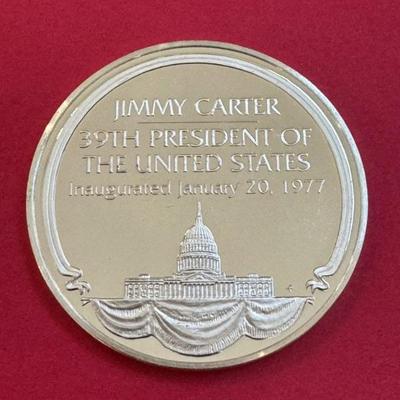 JIMMY CARTER
39TH PRESIDENT OF
THE UNITED STATES
Inaugurated January 20, 1977